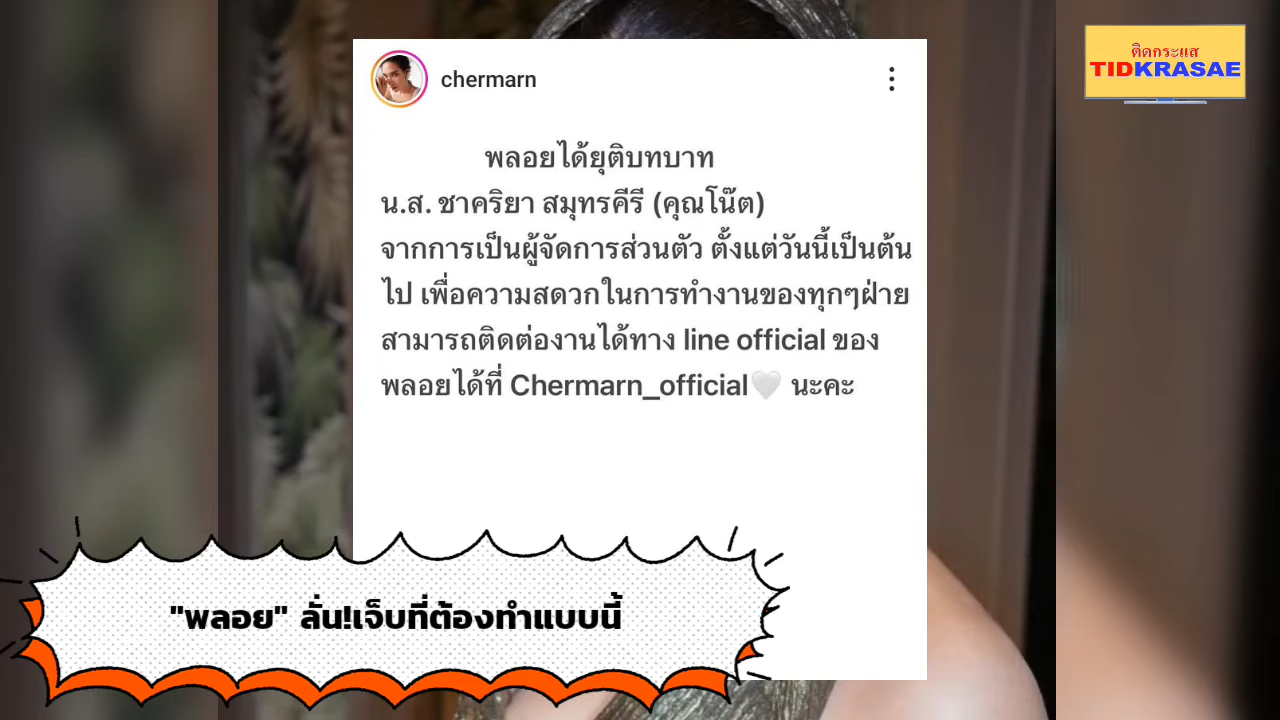 chermarn
ติดกระแส
TIDKRASAE
พลอยได้ยุติบทบาท
น.ส. ชาคริยา สมุทรคีรี (คุณโน๊ต)
จากการเป็นผู้จัดการส่วนตัว ตั้งแต่วันนี้เป็นต้น
ไป เพื่อความสดวกในการทำงานของทุกๆฝ่าย
สามารถติดต่องานได้ทาง line official ของ
พลอยได้ที่ Chermarn_official🤍 นะคะ
"พลอย" ลั่น!เจ็บที่ต้องทำแบบนี้